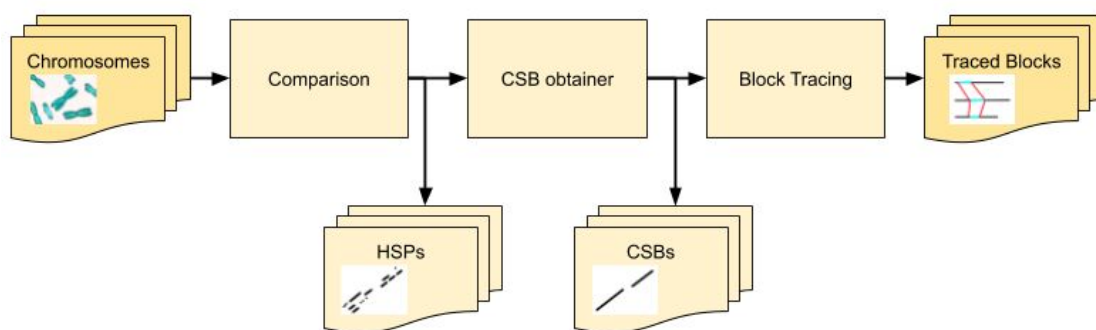 Chromosomes
Comparison
CSB obtainer
Block Tracing
Traced Blocks
HSPs
CSBs